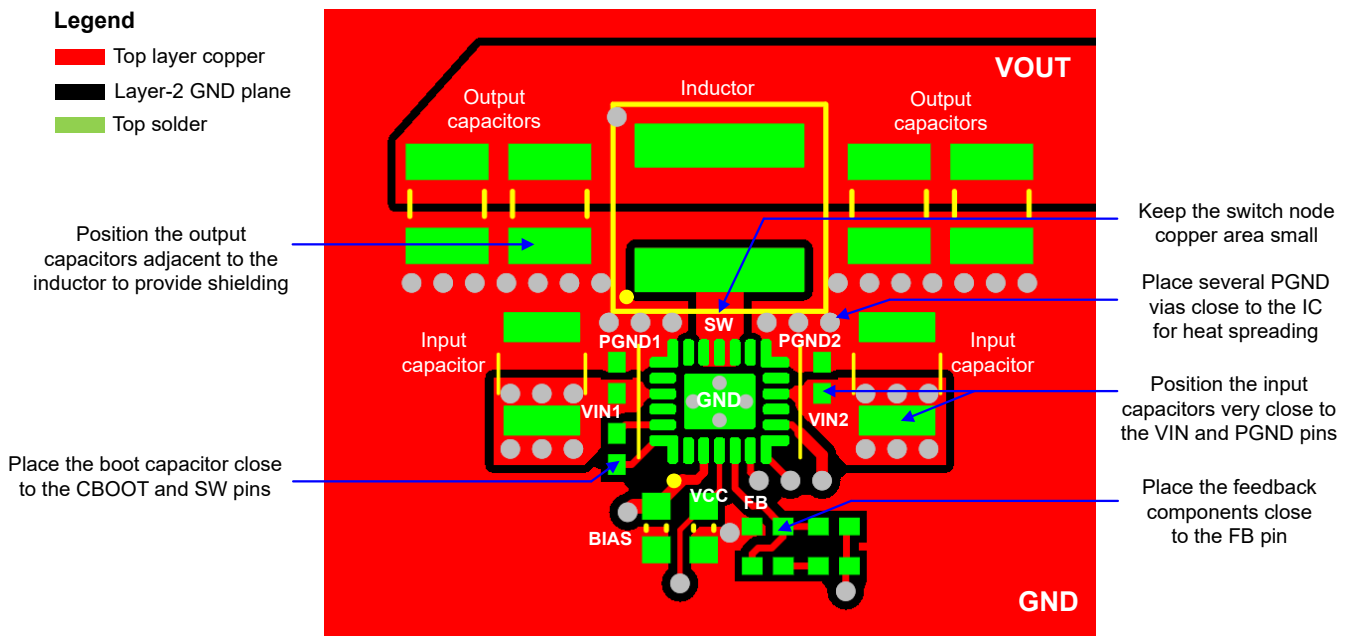 Legend
Top layer copper
Layer-2 GND plane
Top solder
VOUT
Inductor
Output
capacitors
Output
capacitors
Position the output
capacitors adjacent to the
inductor to provide shielding
Keep the switch node
copper area small
Place several PGND
vias close to the IC
for heat spreading
SW
PGND1
PGND2
Input
capacitor
Input
capacitor
GND
VIN1
VIN2
Position the input
capacitors very close to
the VIN and PGND pins
Place the boot capacitor close
to the CBOOT and SW pins
VCC
FB
BIAS
Place the feedback
components close
to the FB pin
GND